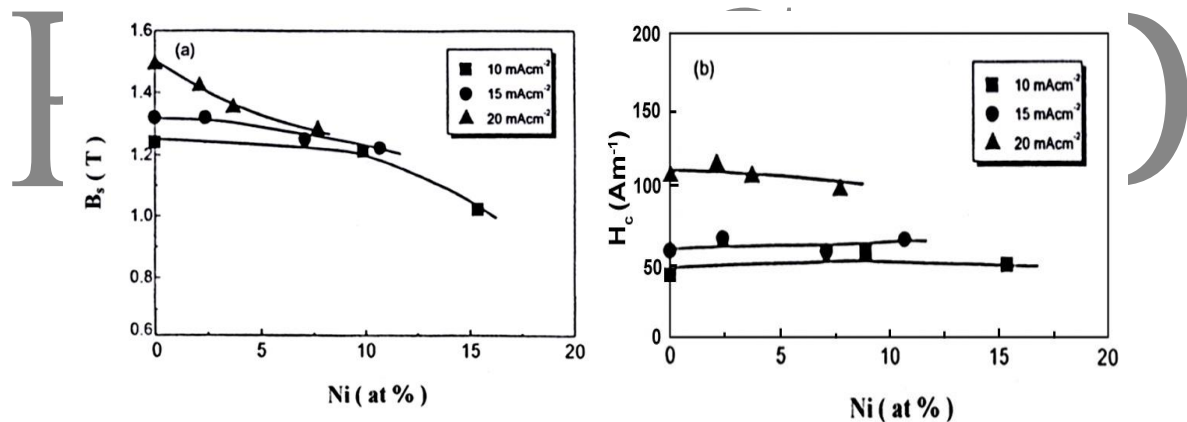 (a)
10 mAcm⁻²
15 mAcm⁻²
20 mAcm⁻²
1.6
1.4
1.2
1.0
0.8
0.6
0
5
10
15
20
Bₛ ( T )
Ni ( at % )
(b)
10 mAcm⁻²
15 mAcm⁻²
20 mAcm⁻²
200
150
100
50
0
0
5
10
15
20
H_c (Am⁻¹)
Ni ( at % )